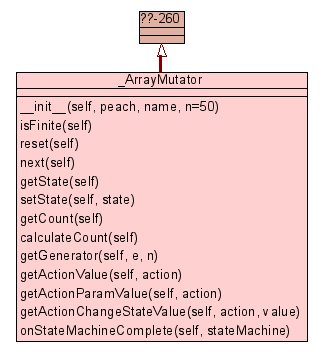 ??-260
_ArrayMutator
__init__(self, peach, name, n=50)
isFinite(self)
reset(self)
next(self)
getState(self)
setState(self, state)
getCount(self)
calculateCount(self)
getGenerator(self, e, n)
getActionValue(self, action)
getActionParamValue(self, action)
getActionChangeStateValue(self, action, value)
onStateMachineComplete(self, stateMachine)